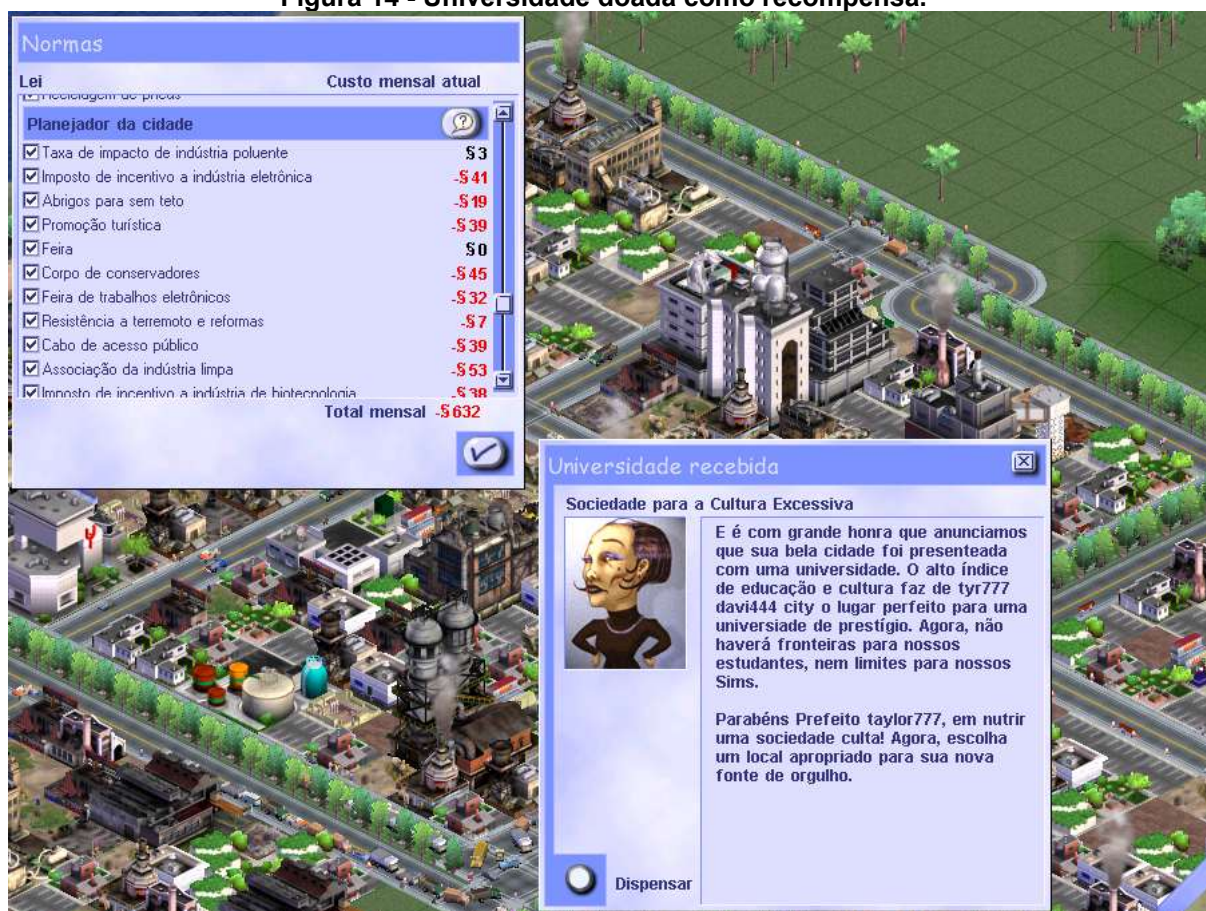 Figura 14 - Universidade doada como recompensa.
Normas
Lei Custo mensal atual
Reciclagem de pneus
Planejador da cidade
Taxa de impacto de indústria poluente §3
Imposto de incentivo a indústria eletrônica -§41
Abrigos para sem teto -§19
Promoção turística -§39
Feira §0
Corpo de conservadores -§45
Feira de trabalhos eletrônicos -§32
Resistência a terremoto e reformas -§7
Cabo de acesso público -§39
Associação da indústria limpa -§53
Imposto de incentivo a indústria de biotecnologia -§38
Total mensal -§632
Universidade recebida
Sociedade para a Cultura Excessiva
E é com grande honra que anunciamos
que sua bela cidade foi presenteada
com uma universidade. O alto índice
de educação e cultura faz de tyr777
davi444 city o lugar perfeito para uma
universiade de prestígio. Agora, não
haverá fronteiras para nossos
estudantes, nem limites para nossos
Sims.
Parabéns Prefeito taylor777, em nutrir
uma sociedade culta! Agora, escolha
um local apropriado para sua nova
fonte de orgulho.
Dispensar